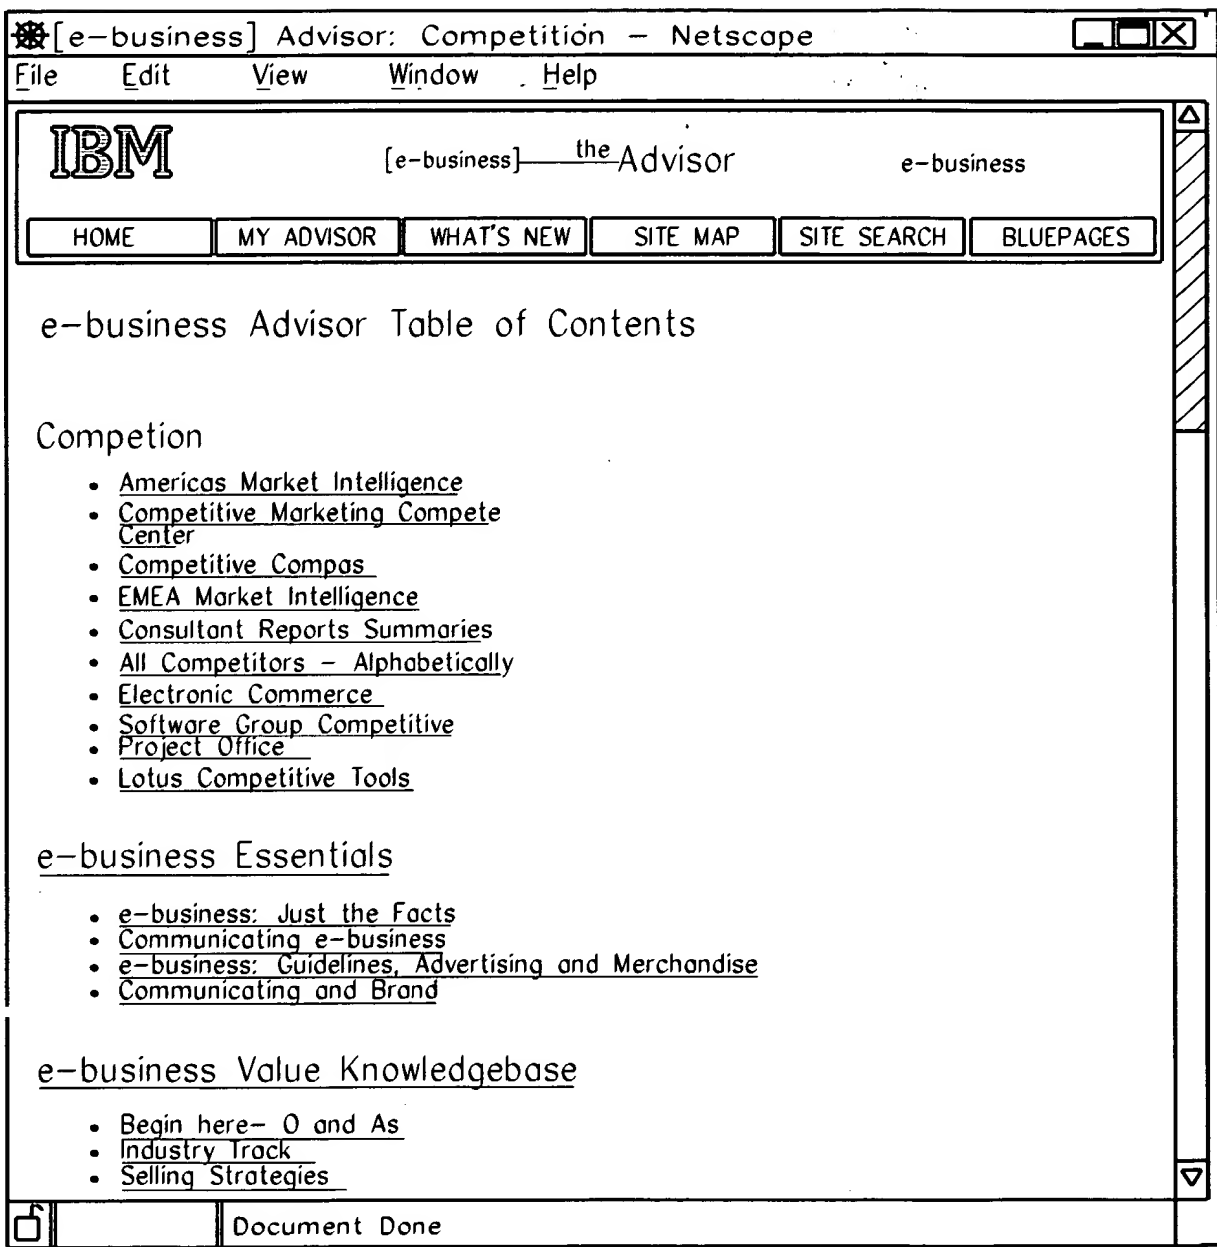 [e-business] Advisor: Competition - Netscape
File Edit View Window Help
IBM [e-business] the Advisor e-business
HOME MY ADVISOR WHAT'S NEW SITE MAP SITE SEARCH BLUEPAGES
e-business Advisor Table of Contents
Competion
• Americas Market Intelligence
• Competitive Marketing Compete
Center
• Competitive Compas
• EMEA Market Intelligence
• Consultant Reports Summaries
• All Competitors - Alphabetically
• Electronic Commerce
• Software Group Competitive
• Project Office
• Lotus Competitive Tools
e-business Essentials
• e-business: Just the Facts
• Communicating e-business
• e-business: Guidelines, Advertising and Merchandise
• Communicating and Brand
e-business Value Knowledgebase
• Begin here- O and As
• Industry Track
• Selling Strategies
Document Done